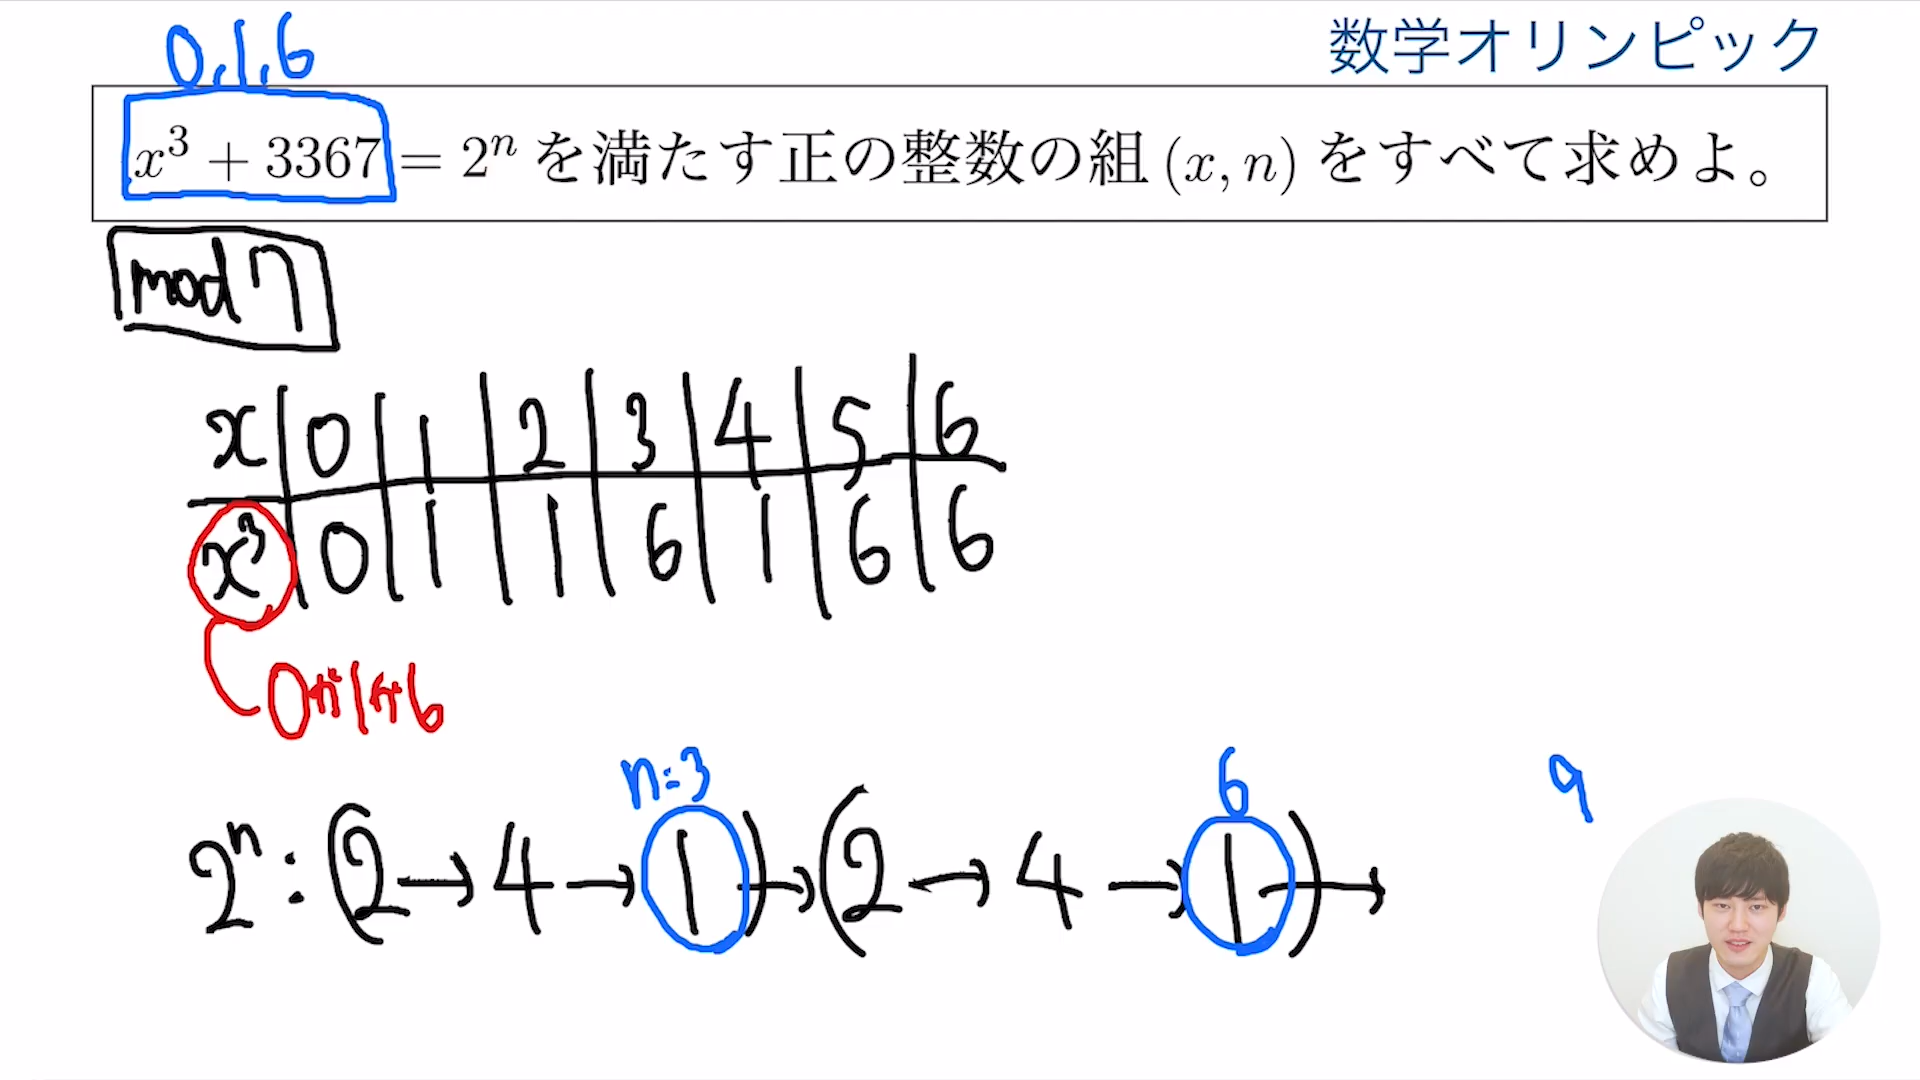 数学オリンピック
0,1,6
x³ + 3367 = 2ⁿ を満たす正の整数の組 (x, n) をすべて求めよ。
mod 7
x 0 1 2 3 4 5 6
x³ 0 1 1 6 1 6 6
0か1か6
n=3 6 9
2ⁿ : (2 → 4 → 1) → (2 → 4 → 1) →